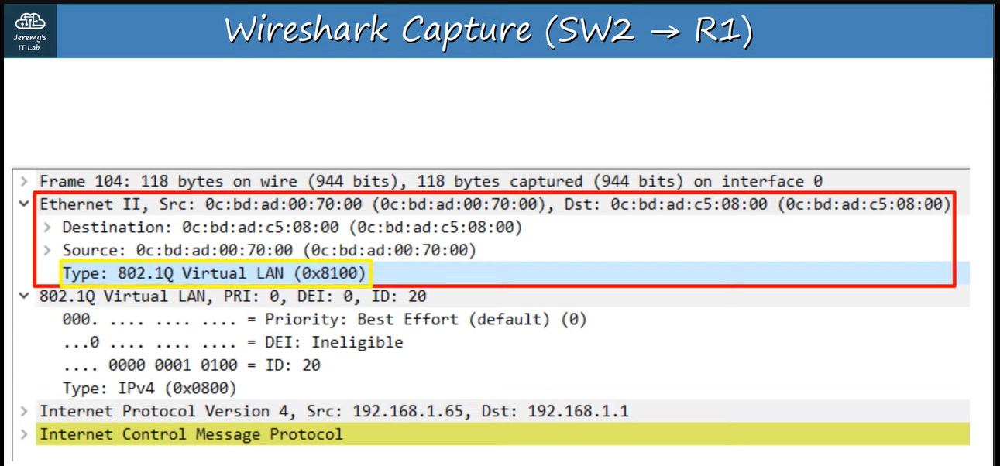 Jeremy's
IT Lab
Wireshark Capture (SW2 → R1)
Frame 104: 118 bytes on wire (944 bits), 118 bytes captured (944 bits) on interface 0
Ethernet II, Src: 0c:bd:ad:00:70:00 (0c:bd:ad:00:70:00), Dst: 0c:bd:ad:c5:08:00 (0c:bd:ad:c5:08:00)
Destination: 0c:bd:ad:c5:08:00 (0c:bd:ad:c5:08:00)
Source: 0c:bd:ad:00:70:00 (0c:bd:ad:00:70:00)
Type: 802.1Q Virtual LAN (0x8100)
802.1Q Virtual LAN, PRI: 0, DEI: 0, ID: 20
000. .... .... .... = Priority: Best Effort (default) (0)
...0 .... .... .... = DEI: Ineligible
.... 0000 0001 0100 = ID: 20
Type: IPv4 (0x0800)
Internet Protocol Version 4, Src: 192.168.1.65, Dst: 192.168.1.1
Internet Control Message Protocol